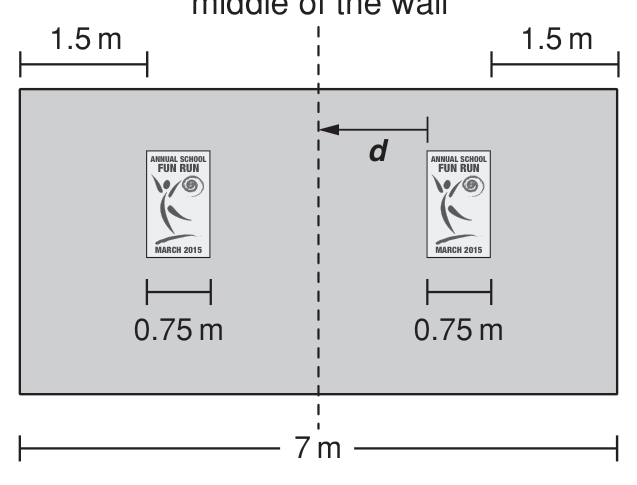 middle of the wall
1.5 m
1.5 m
d
ANNUAL SCHOOL
FUN RUN
MARCH 2015
ANNUAL SCHOOL
FUN RUN
MARCH 2015
0.75 m
0.75 m
7 m